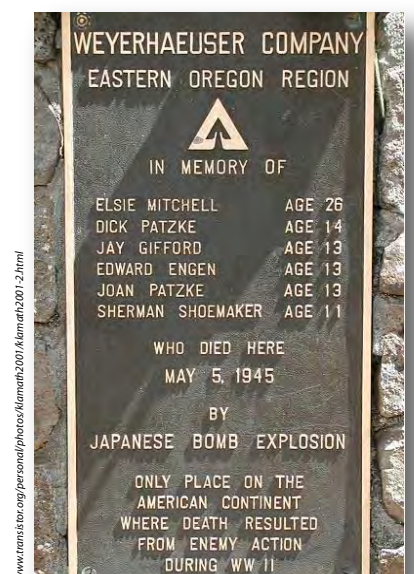 WEYERHAEUSER COMPANY
EASTERN OREGON REGION
IN MEMORY OF
ELSIE MITCHELL AGE 26
DICK PATZKE AGE 14
JAY GIFFORD AGE 13
EDWARD ENGEN AGE 13
JOAN PATZKE AGE 13
SHERMAN SHOEMAKER AGE 11
WHO DIED HERE
MAY 5, 1945
BY
JAPANESE BOMB EXPLOSION
ONLY PLACE ON THE
AMERICAN CONTINENT
WHERE DEATH RESULTED
FROM ENEMY ACTION
DURING WW II
www.transistor.org/personal/photos/klamath2001/klamath2001-2.html